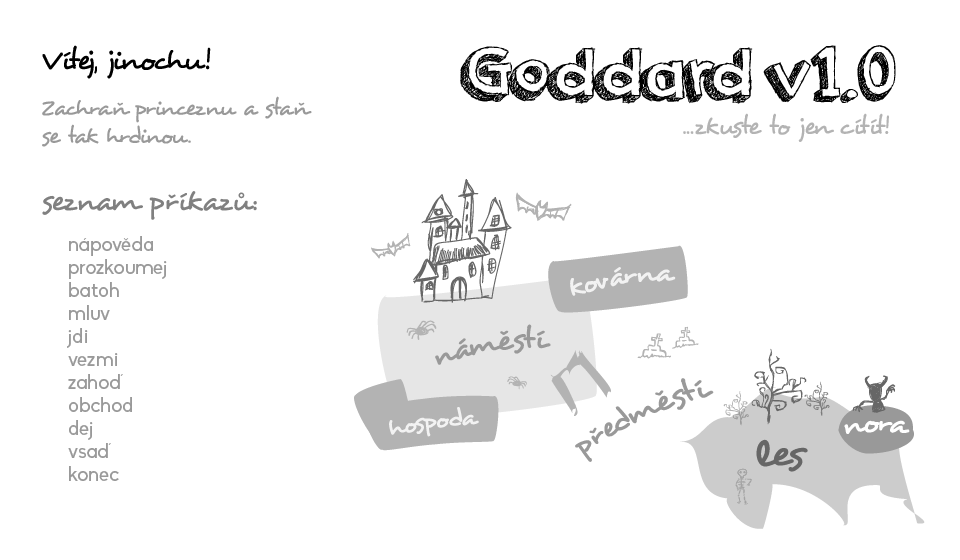 Vítej, jinochu!
Goddard v1.0
Zachraň princeznu a staň
se tak hrdinou.
...zkuste to jen cítít!
seznam příkazů:
nápověda
prozkoumej
batoh
mluv
jdi
vezmi
zahoď
obchod
dej
vsaď
konec
kovárna
náměstí
hospoda
předměstí
les
nora